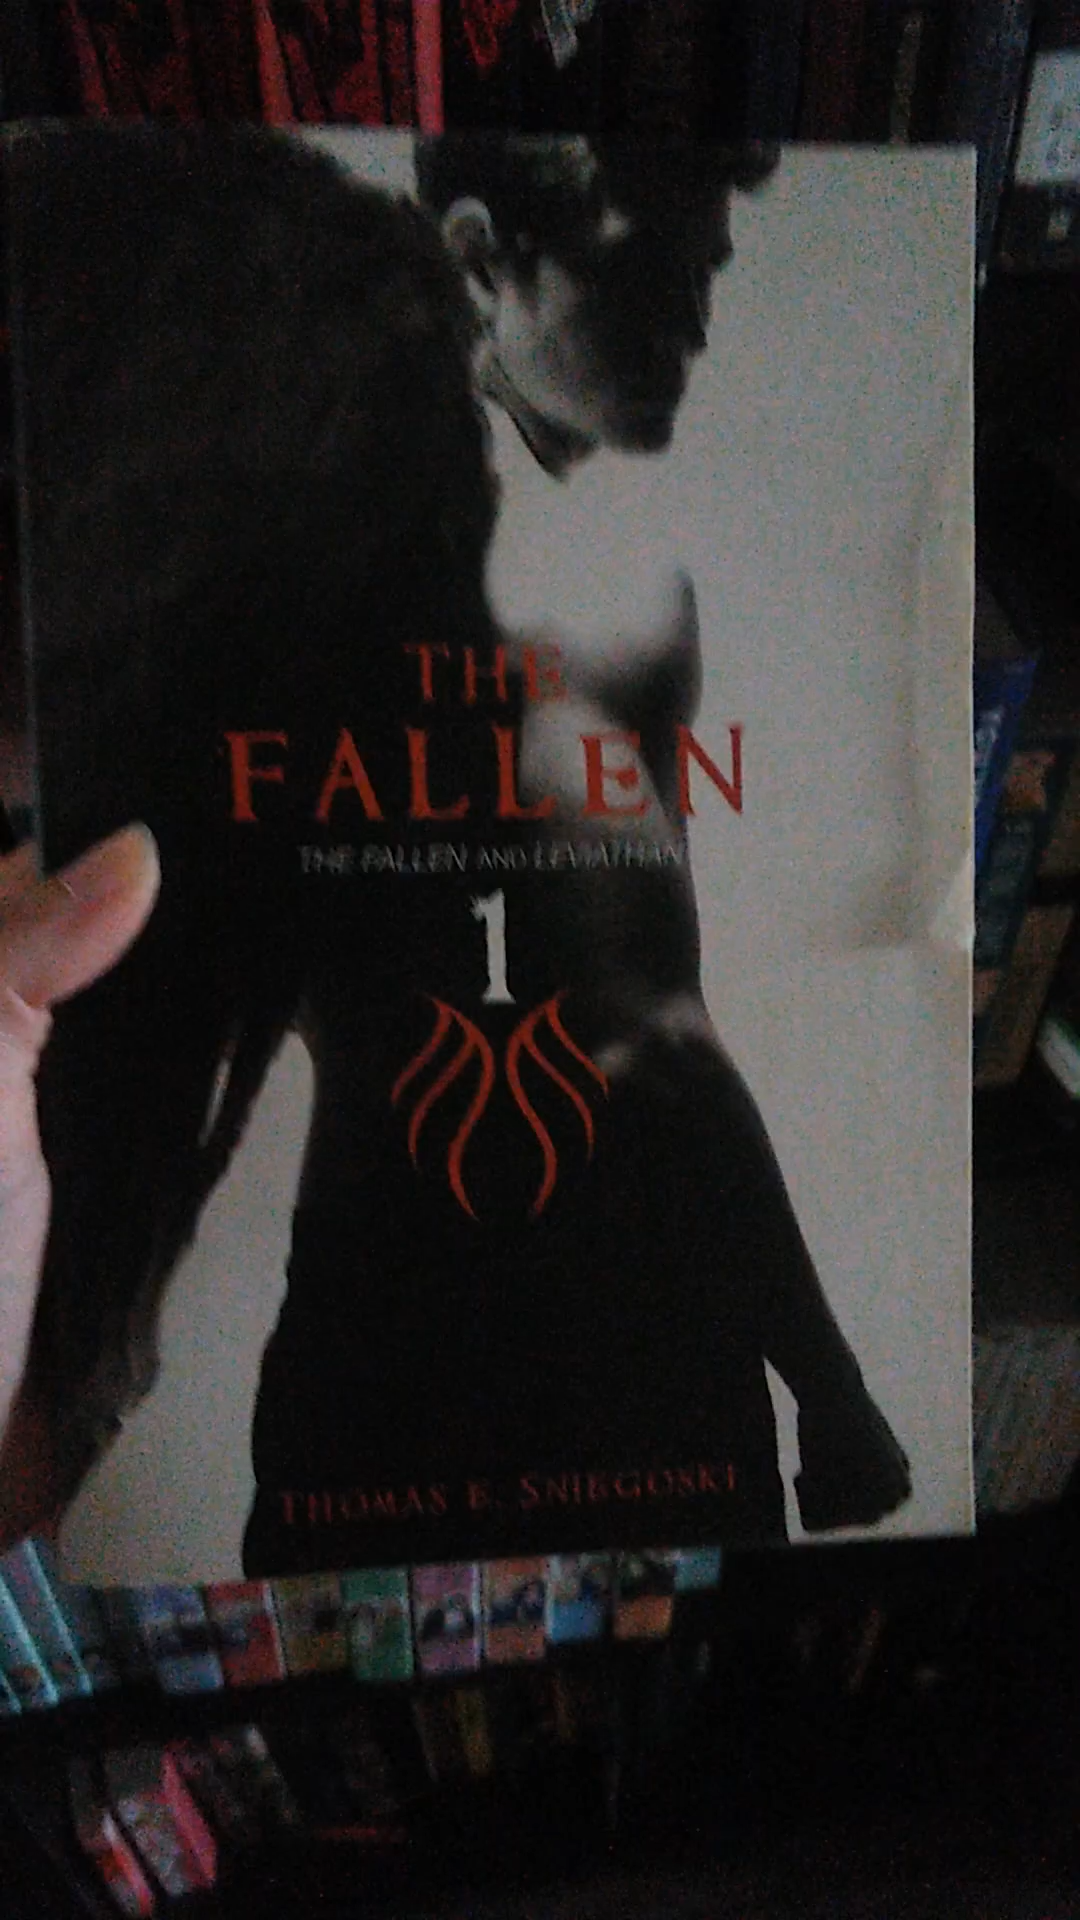 THE
FALLEN
THE FALLEN AND LEVIATHAN
1
THOMAS E. SNIEGOSKI